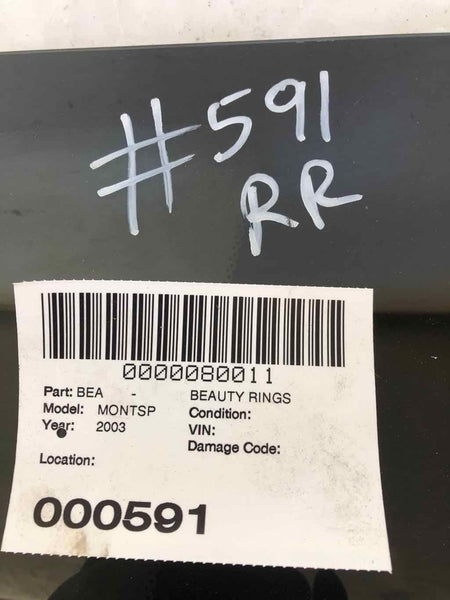 #591
RR
0000080011
Part: BEA - BEAUTY RINGS
Model: MONTSP Condition:
Year: 2003 VIN:
Damage Code:
Location:
000591